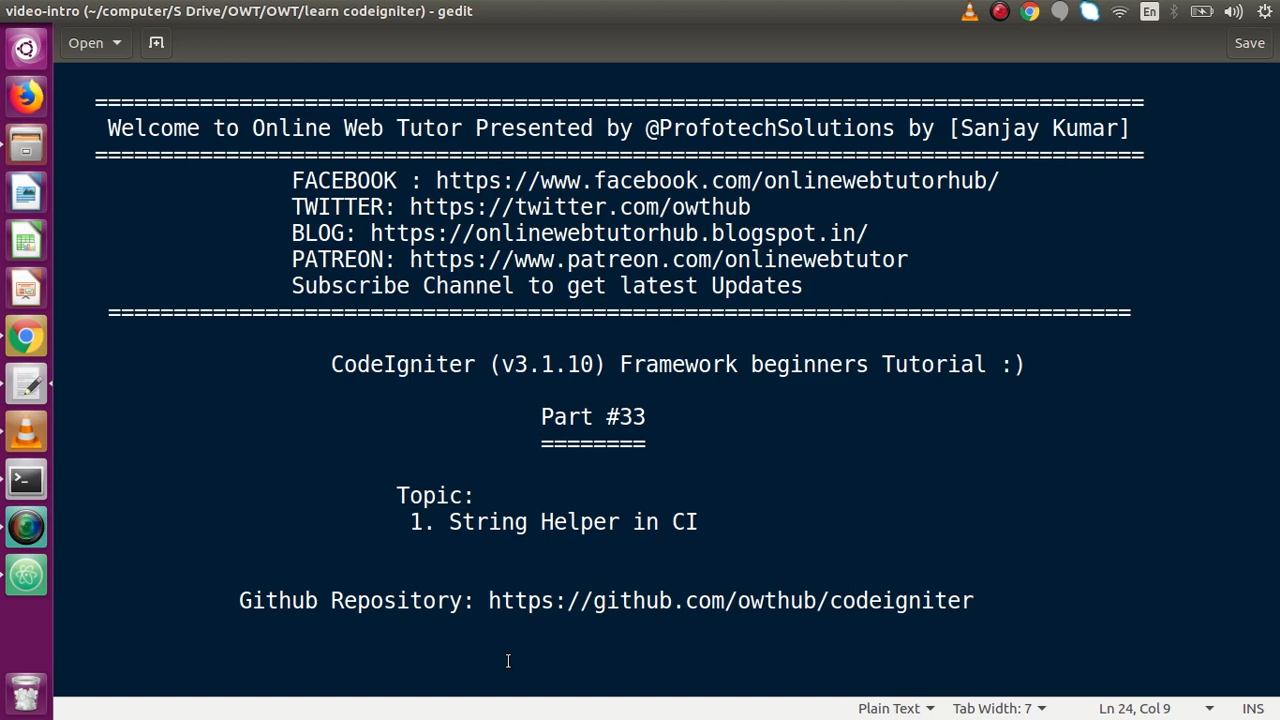 video-intro (~/computer/S Drive/OWT/OWT/learn codeigniter) - gedit
En
Open
Save
================================================================================
Welcome to Online Web Tutor Presented by @ProfotechSolutions by [Sanjay Kumar]
================================================================================
FACEBOOK : https://www.facebook.com/onlinewebtutorhub/
TWITTER: https://twitter.com/owthub
BLOG: https://onlinewebtutorhub.blogspot.in/
PATREON: https://www.patreon.com/onlinewebtutor
Subscribe Channel to get latest Updates
==============================================================================
CodeIgniter (v3.1.10) Framework beginners Tutorial :)
Part #33
========
Topic:
1. String Helper in CI
Github Repository: https://github.com/owthub/codeigniter
Plain Text
Tab Width: 7
Ln 24, Col 9
INS